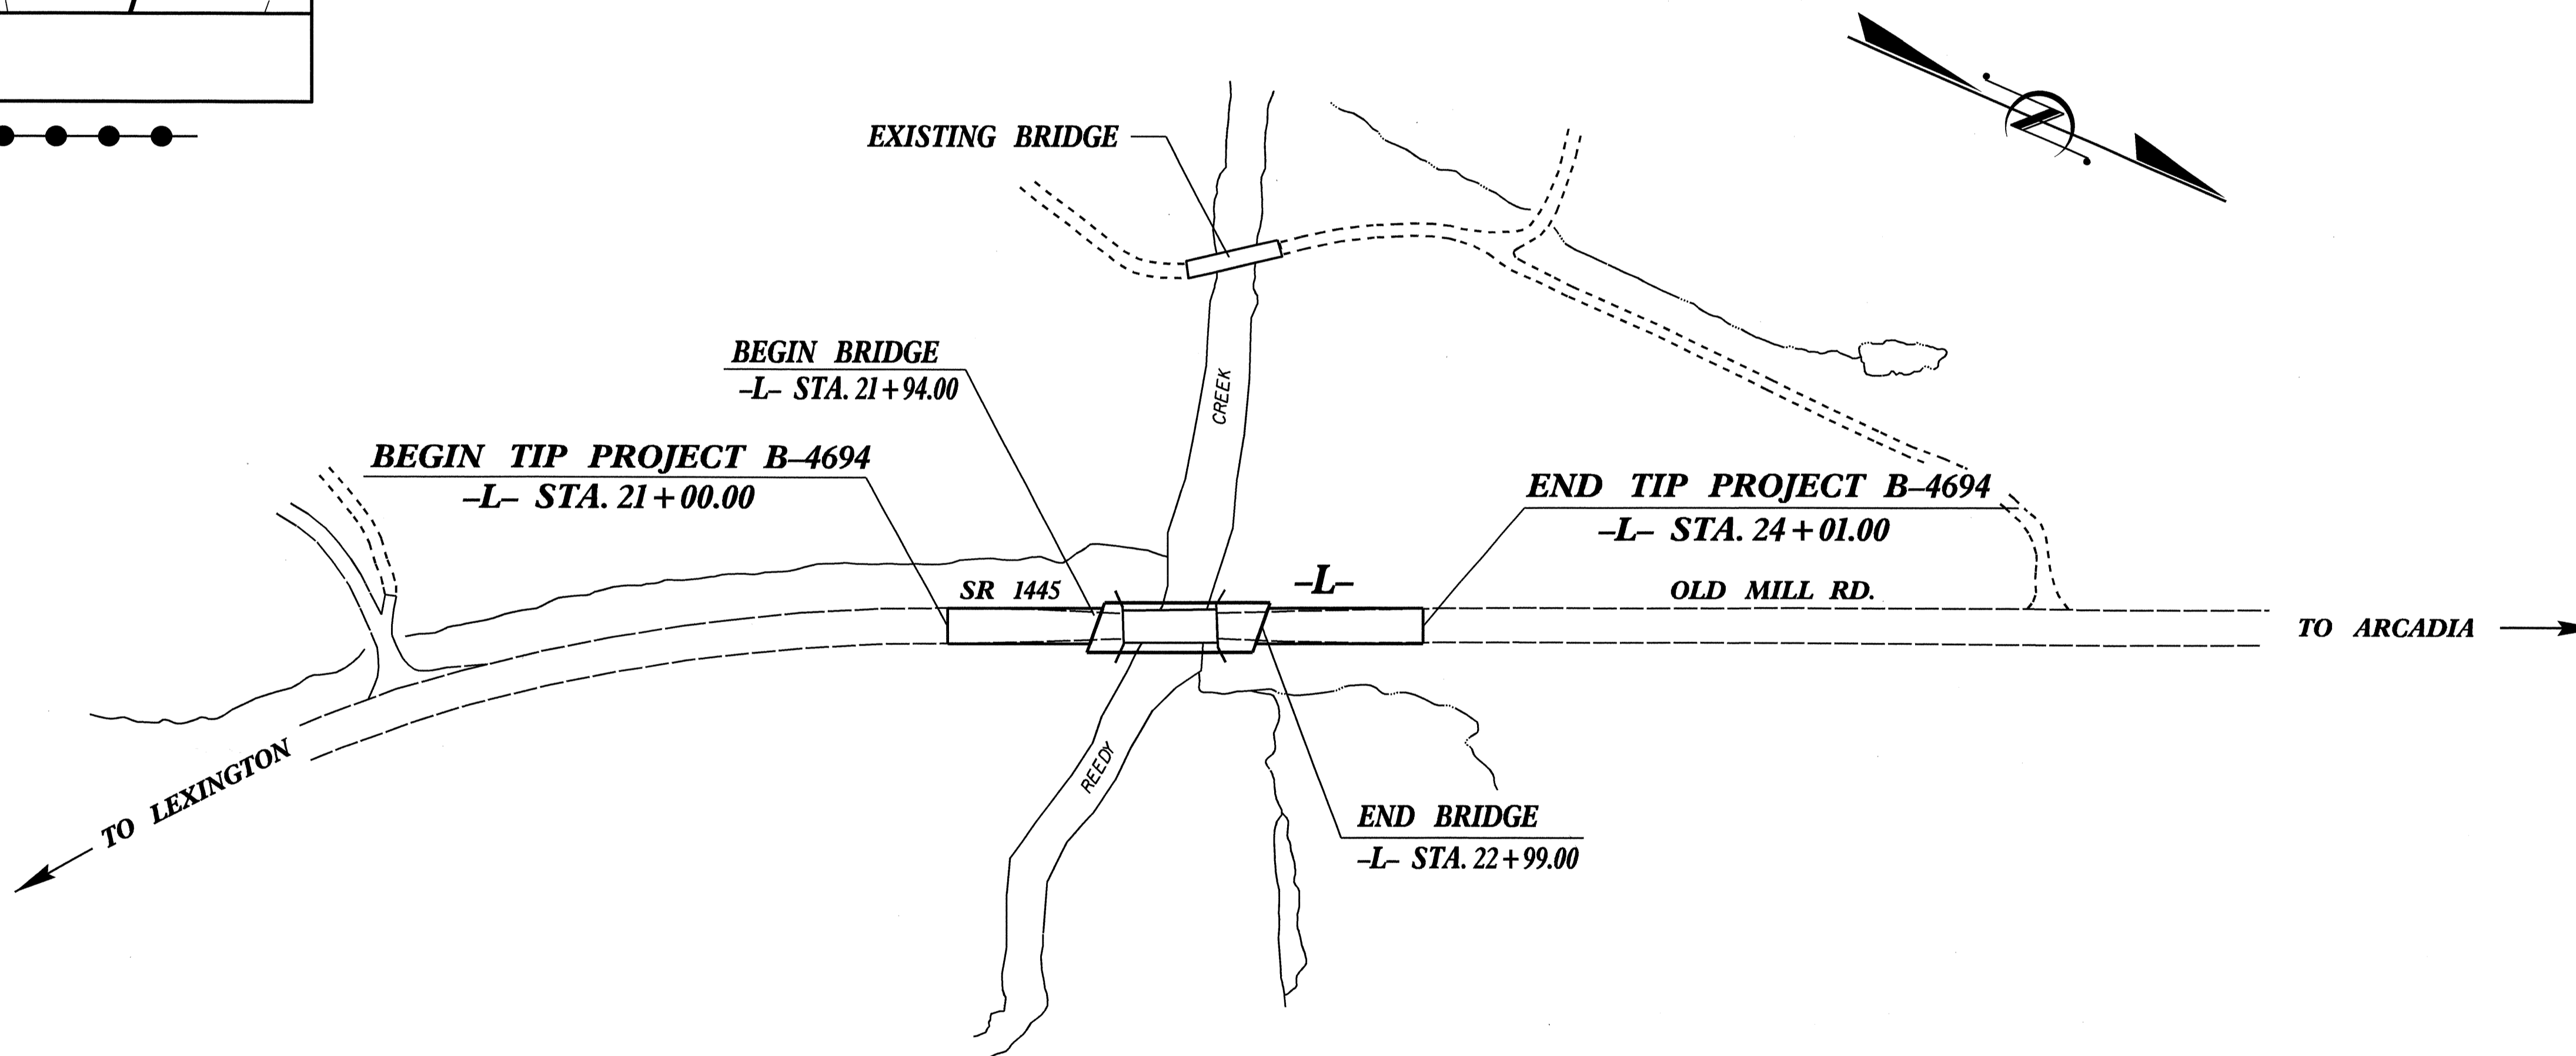 EXISTING BRIDGE
BEGIN BRIDGE
–L– STA. 21+94.00
CREEK
BEGIN TIP PROJECT B–4694
–L– STA. 21+00.00
END TIP PROJECT B–4694
–L– STA. 24+01.00
SR 1445
–L–
OLD MILL RD.
TO ARCADIA
TO LEXINGTON
REEDY
END BRIDGE
–L– STA. 22+99.00